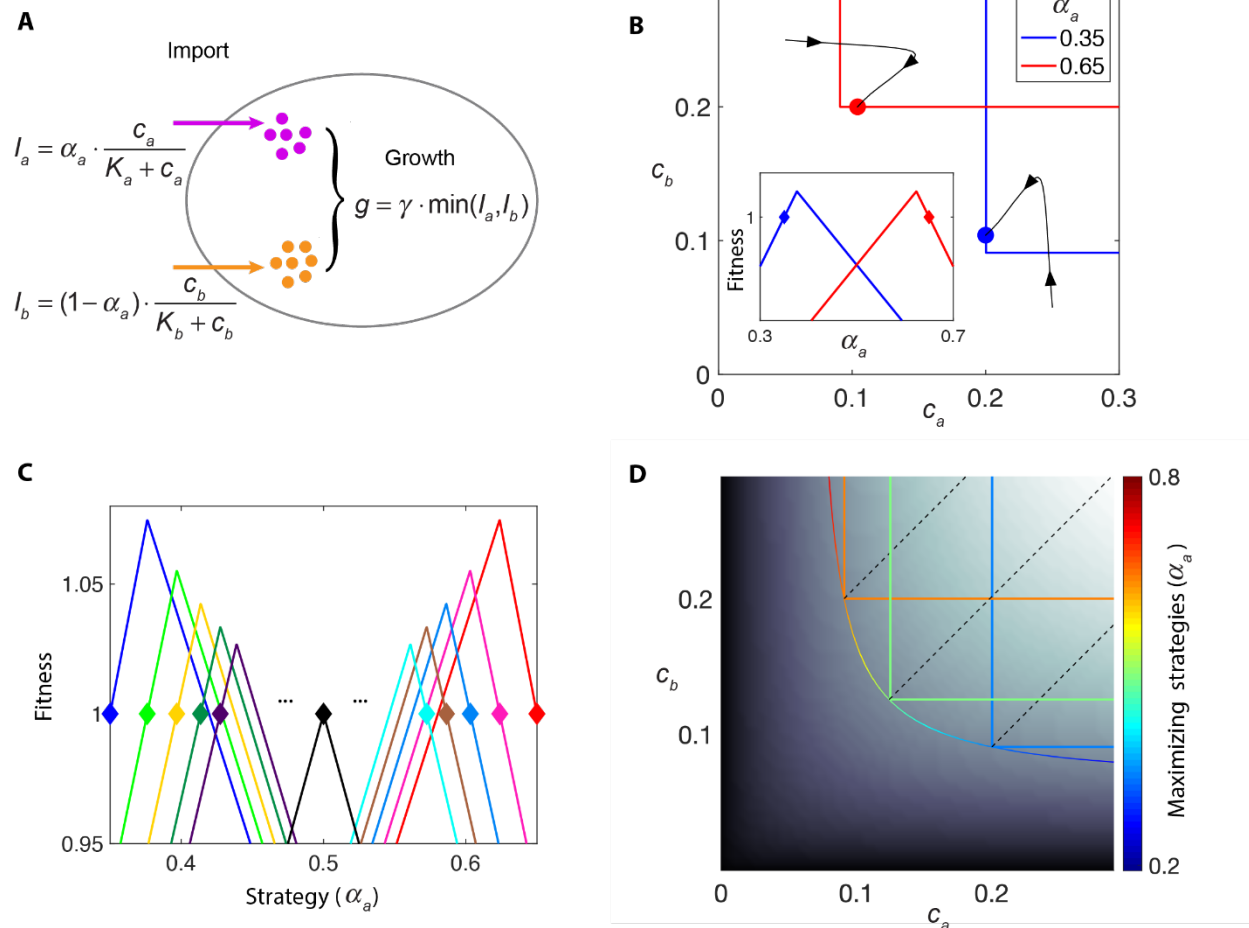 A
Import
I_a = α_a · c_a / (K_a + c_a)
Growth
g = γ · min(I_a, I_b)
I_b = (1 − α_a) · c_b / (K_b + c_b)
B
α_a
0.35
0.65
0.2
c_b
0.1
0
0
0.1
0.2
0.3
c_a
Fitness
1
0.3
0.7
α_a
C
1.05
Fitness
1
0.95
...
...
0.4
0.5
0.6
Strategy (α_a)
D
0.2
c_b
0.1
0
0.1
0.2
c_a
0.8
0.2
Maximizing strategies (α_a)